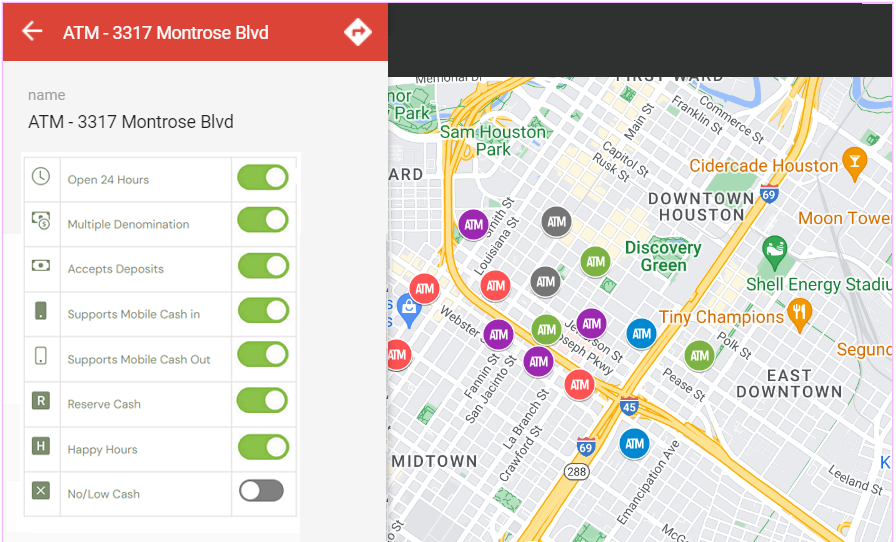 ATM - 3317 Montrose Blvd
name
ATM - 3317 Montrose Blvd
Open 24 Hours
Multiple Denomination
Accepts Deposits
Supports Mobile Cash in
Supports Mobile Cash Out
R
Reserve Cash
H
Happy Hours
No/Low Cash
Memorial Dr
FIRST WARD
nor
Park
Sam Houston
Park
Main St
Franklin St
Commerce St
Capitol St
Rusk St
ARD
Cidercade Houston
69
DOWNTOWN
HOUSTON
Moon Tower
Smith St
Louisiana St
ATM
ATM
ATM
Discovery
Green
Shell Energy Stadiu
ATM
ATM
ATM
s
Webster St
ATM
ATM
ATM
Jefferson St
St Joseph Pkwy
ATM
Tiny Champions
Polk St
Segund
ATM
ATM
ATM
ATM
Pease St
EAST
DOWNTOWN
Fannin St
San Jacinto St
45
La Branch St
Crawford St
69
ATM
MIDTOWN
288
Emancipation Ave
Leeland St
K
McG
o St